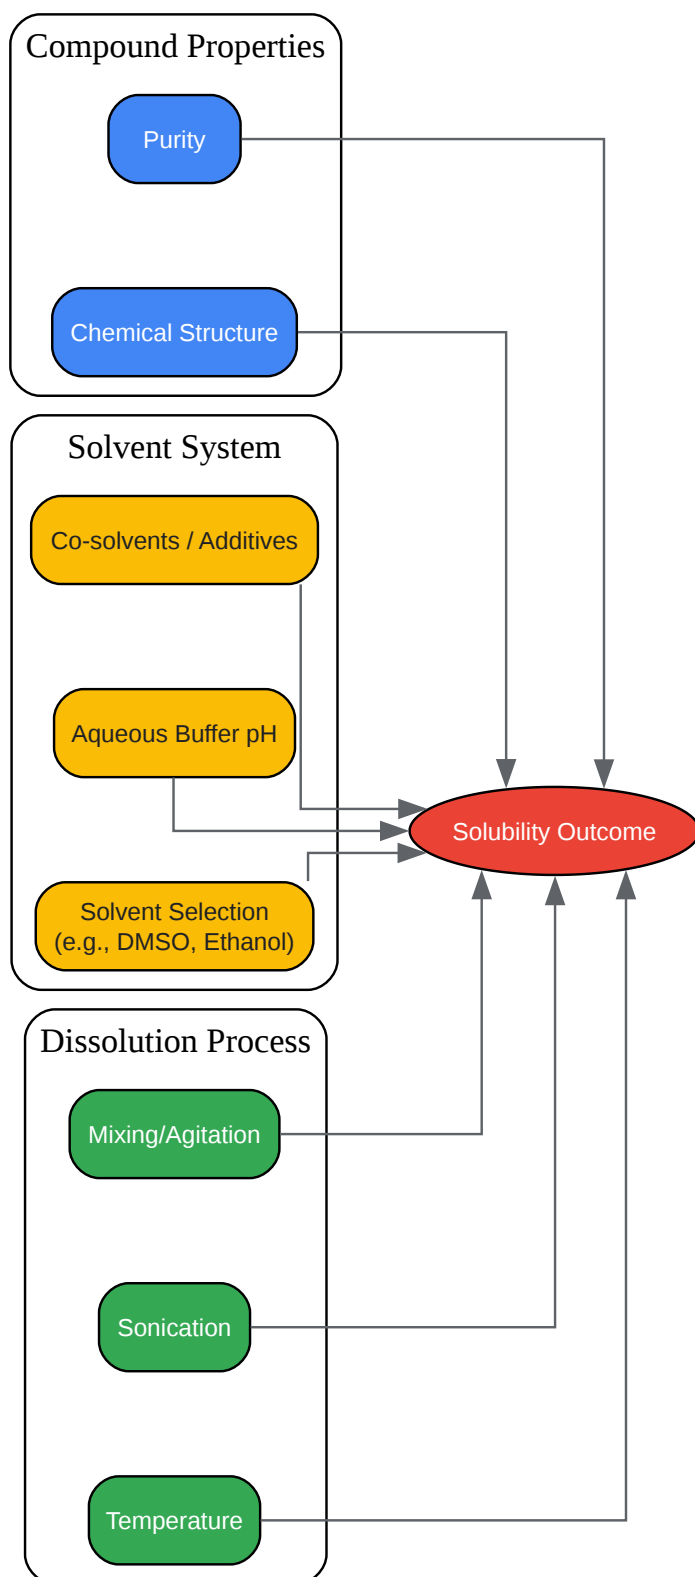 Compound Properties
Purity
Chemical Structure
Solvent System
Co-solvents / Additives
Aqueous Buffer pH
Solvent Selection
(e.g., DMSO, Ethanol)
Solubility Outcome
Dissolution Process
Mixing/Agitation
Sonication
Temperature